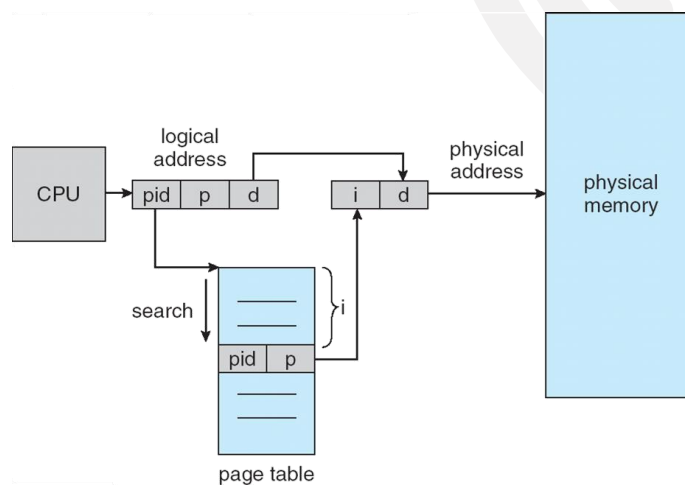 logical
address
physical
address
CPU
pid p d
i d
physical
memory
search
i
pid p
page table